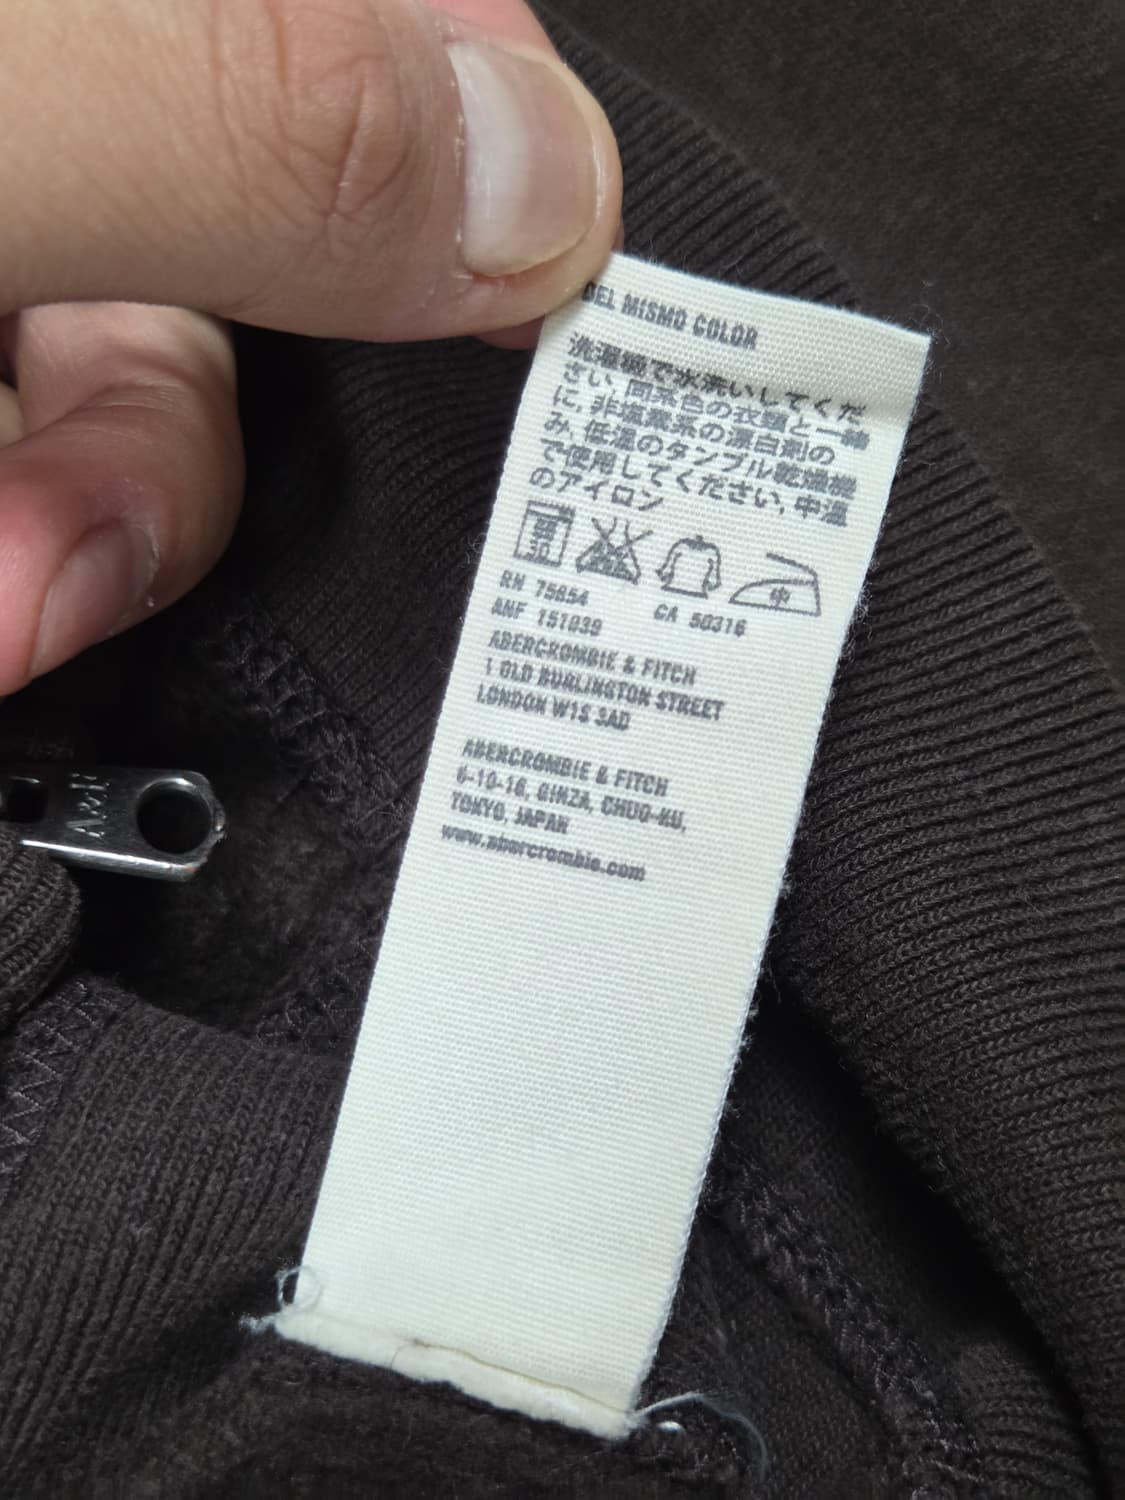 DEL MISMO COLOR
洗濯機で水洗いしてくだ
さい, 同系色の衣類と一緒
に, 非塩素系の漂白剤の
み, 低温のタンブル乾燥機
で使用してください, 中温
のアイロン
30
中
RN 75654 CA 50316
ANF 151039
ABERCROMBIE & FITCH
1 OLD BURLINGTON STREET
LONDON W1S 3AD
ABERCROMBIE & FITCH
6-10-16, GINZA, CHUO-KU,
TOKYO, JAPAN
www.abercrombie.com
A&F